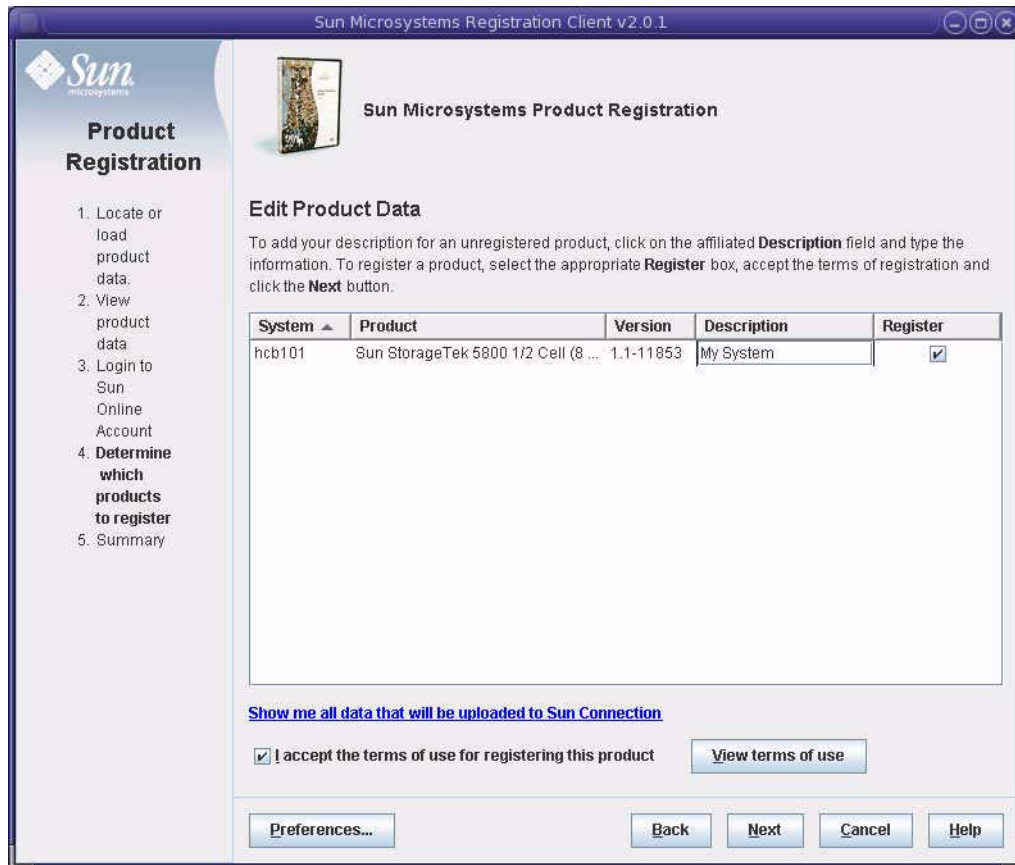 Sun Microsystems Registration Client v2.0.1
Sun
microsystems
Product
Registration
1. Locate or
load
product
data.
2. View
product
data
3. Login to
Sun
Online
Account
4. Determine
which
products
to register
5. Summary
Sun Microsystems Product Registration
Edit Product Data
To add your description for an unregistered product, click on the affiliated Description field and type the
information. To register a product, select the appropriate Register box, accept the terms of registration and
click the Next button.
System Product Version Description Register
hcb101 Sun StorageTek 5800 1/2 Cell (8 ... 1.1-11853 My System
Show me all data that will be uploaded to Sun Connection
I accept the terms of use for registering this product View terms of use
Preferences... Back Next Cancel Help